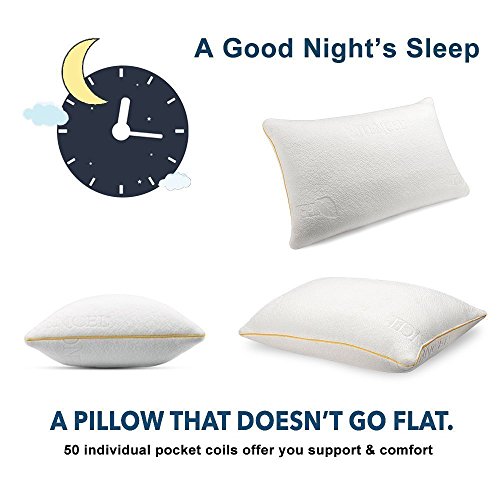 A Good Night's Sleep
A PILLOW THAT DOESN'T GO FLAT.
50 individual pocket coils offer you support & comfort